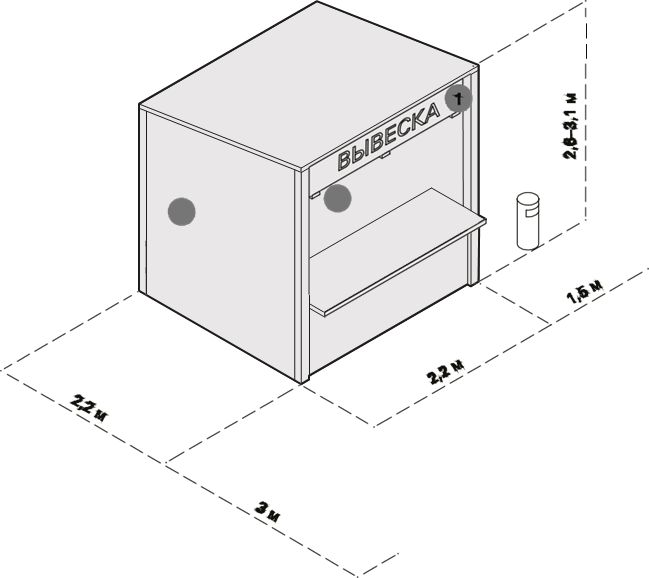 1
ВЫВЕСКА
2,6-3,1 м
1,5 м
2,2 м
2,2 м
3 м